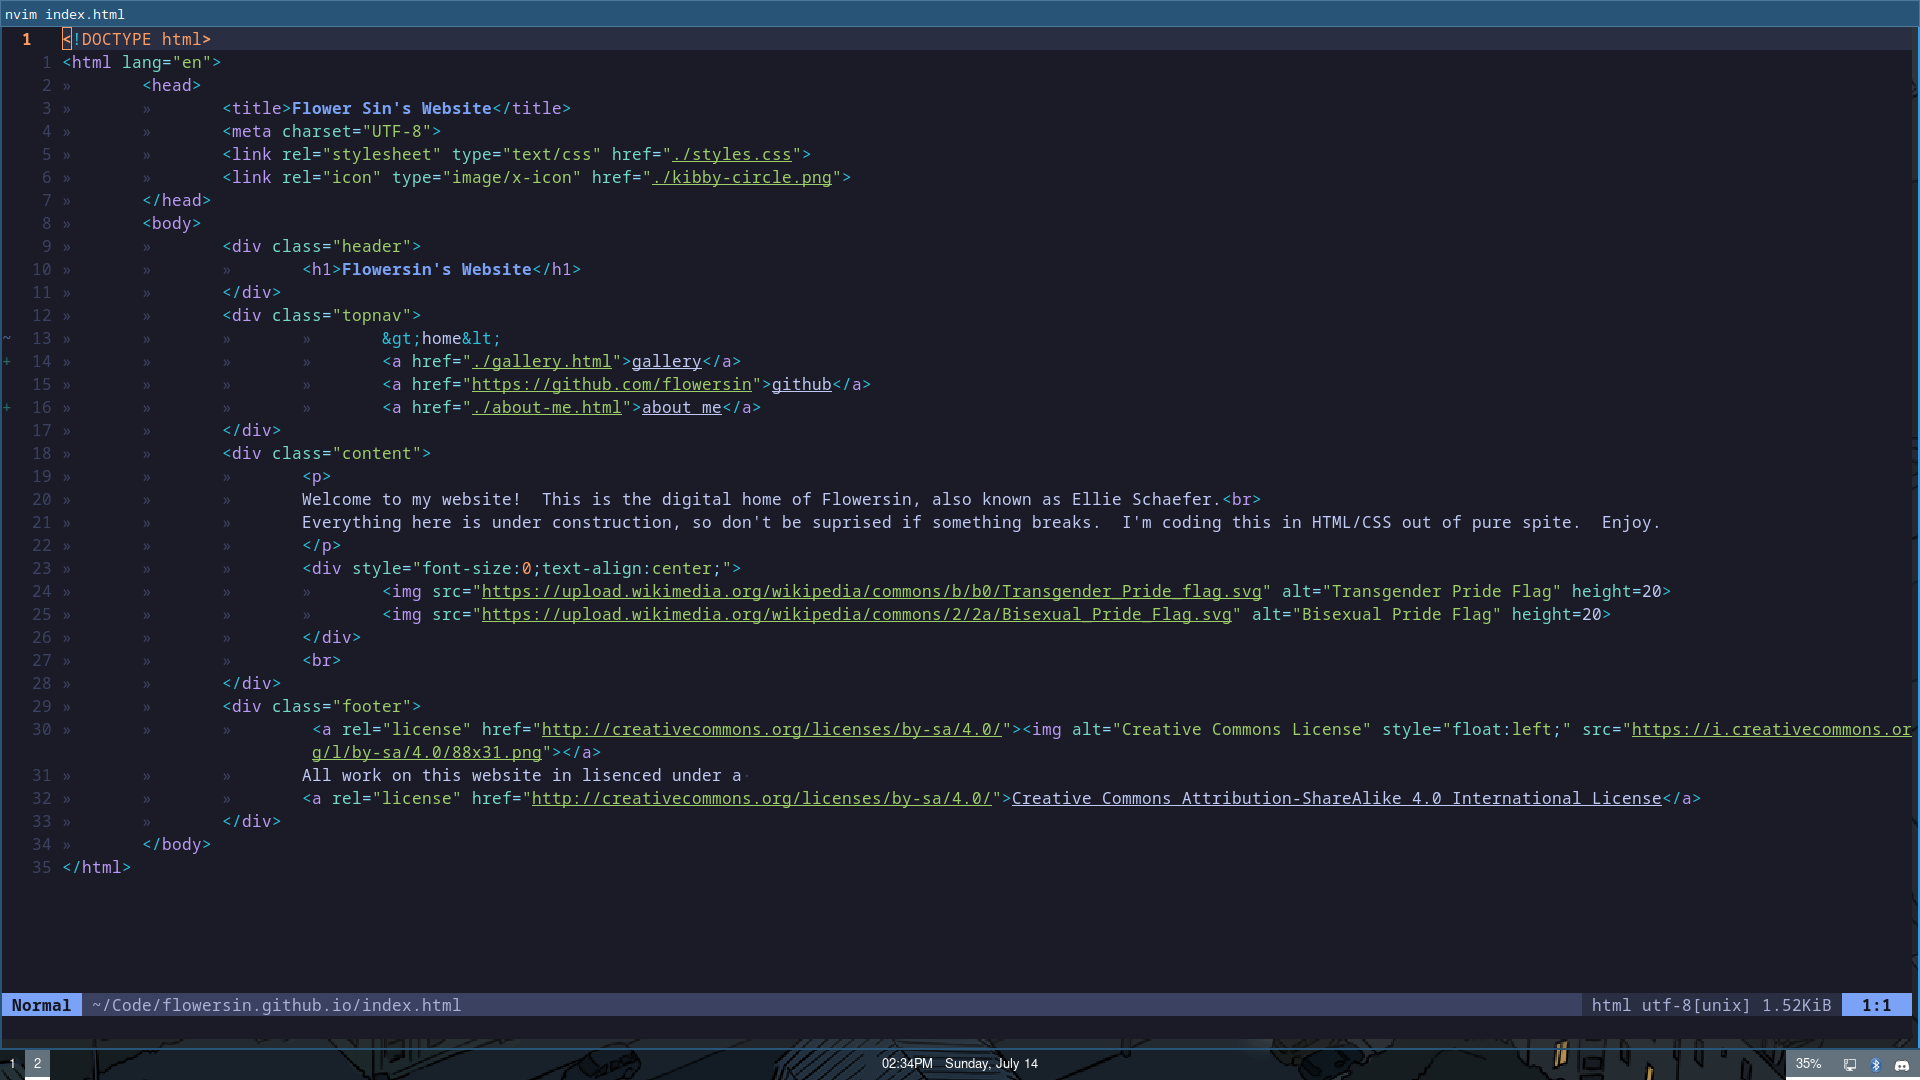 nvim index.html
1 <!DOCTYPE html>
1 <html lang="en">
2 » <head>
3 » » <title>Flower Sin's Website</title>
4 » » <meta charset="UTF-8">
5 » » <link rel="stylesheet" type="text/css" href="./styles.css">
6 » » <link rel="icon" type="image/x-icon" href="./kibby-circle.png">
7 » </head>
8 » <body>
9 » » <div class="header">
10 » » » <h1>Flowersin's Website</h1>
11 » » </div>
12 » » <div class="topnav">
~ 13 » » » » &gt;home&lt;
+ 14 » » » » <a href="./gallery.html">gallery</a>
15 » » » » <a href="https://github.com/flowersin">github</a>
+ 16 » » » » <a href="./about-me.html">about me</a>
17 » » </div>
18 » » <div class="content">
19 » » » <p>
20 » » » Welcome to my website!  This is the digital home of Flowersin, also known as Ellie Schaefer.<br>
21 » » » Everything here is under construction, so don't be suprised if something breaks.  I'm coding this in HTML/CSS out of pure spite.  Enjoy.
22 » » » </p>
23 » » » <div style="font-size:0;text-align:center;">
24 » » » » <img src="https://upload.wikimedia.org/wikipedia/commons/b/b0/Transgender_Pride_flag.svg" alt="Transgender Pride Flag" height=20>
25 » » » » <img src="https://upload.wikimedia.org/wikipedia/commons/2/2a/Bisexual_Pride_Flag.svg" alt="Bisexual Pride Flag" height=20>
26 » » » </div>
27 » » » <br>
28 » » </div>
29 » » <div class="footer">
30 » » » <a rel="license" href="http://creativecommons.org/licenses/by-sa/4.0/"><img alt="Creative Commons License" style="float:left;" src="https://i.creativecommons.or
g/l/by-sa/4.0/88x31.png"></a>
31 » » » All work on this website in lisenced under a·
32 » » » <a rel="license" href="http://creativecommons.org/licenses/by-sa/4.0/">Creative Commons Attribution-ShareAlike 4.0 International License</a>
33 » » </div>
34 » </body>
35 </html>
Normal ~/Code/flowersin.github.io/index.html html utf-8[unix] 1.52KiB 1:1
1 2 02:34PM Sunday, July 14 35%